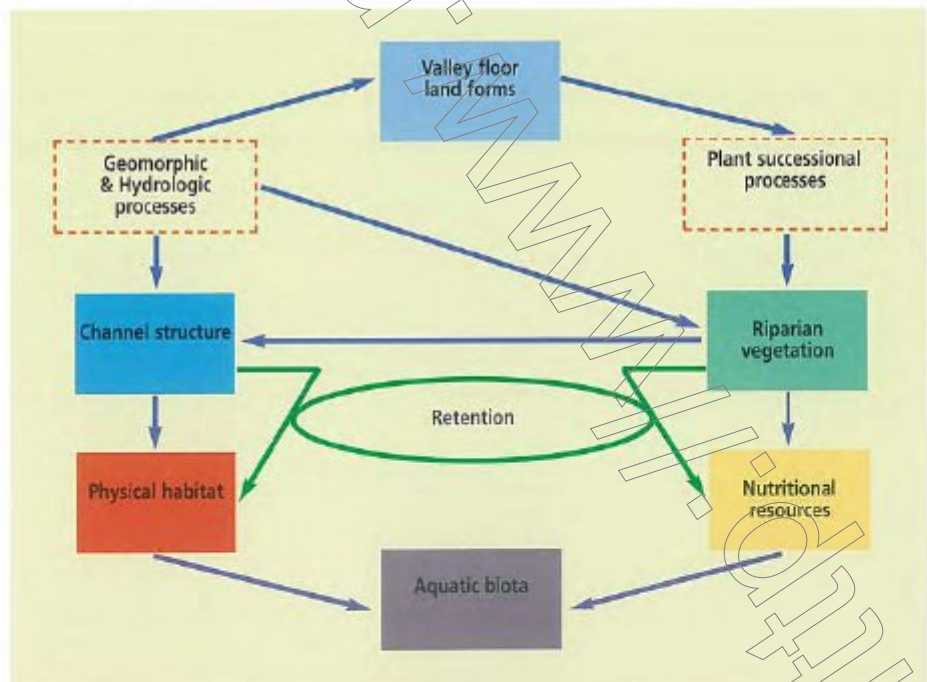 Valley floor
land forms
Geomorphic
& Hydrologic
processes
Plant successional
processes
Channel structure
Riparian
vegetation
Retention
Physical habitat
Nutritional
resources
Aquatic biota